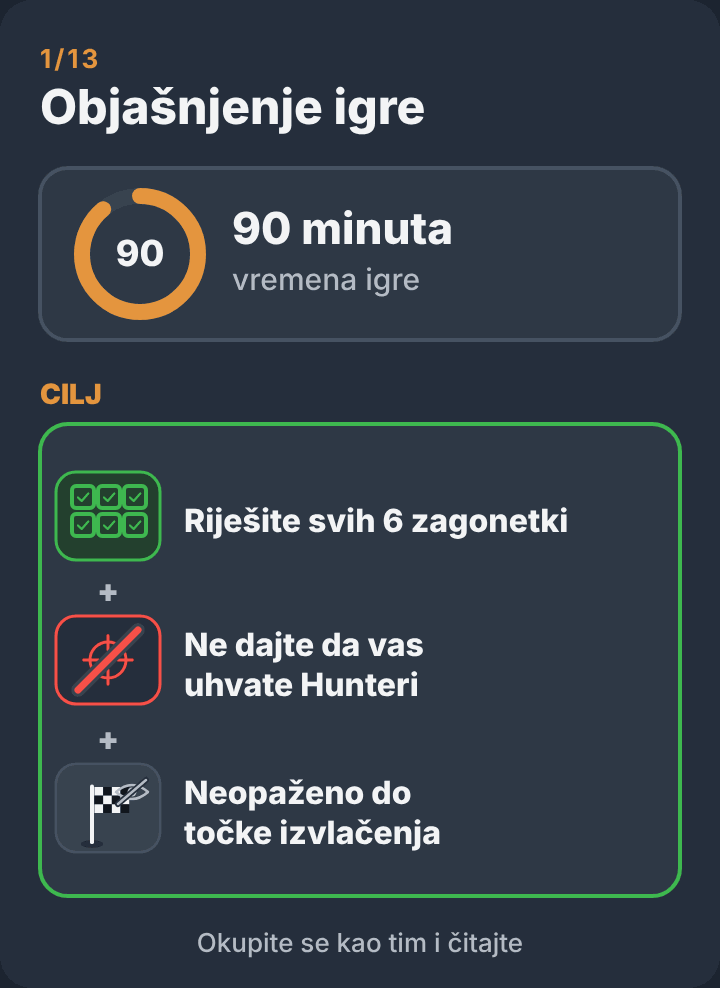 1/13
Objašnjenje igre
90
90 minuta
vremena igre
CILJ
Riješite svih 6 zagonetki
+
Ne dajte da vas
uhvate Hunteri
+
Neopaženo do
točke izvlačenja
Okupite se kao tim i čitajte